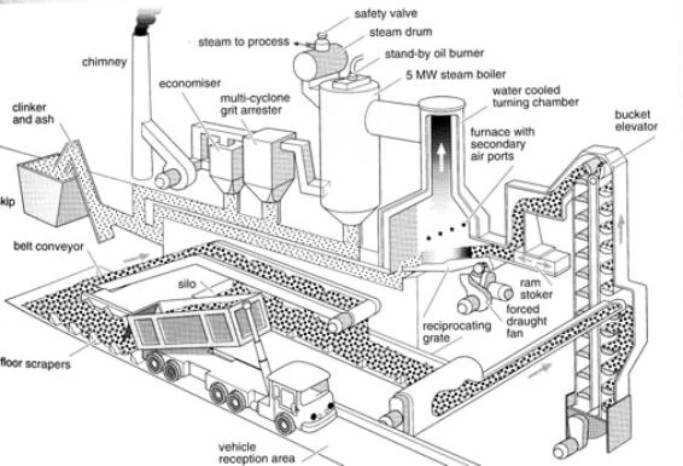 safety valve
steam drum
steam to process
stand-by oil burner
chimney
5 MW steam boiler
economiser
water cooled
turning chamber
multi-cyclone
grit arrester
clinker
and ash
bucket
elevator
furnace with
secondary
air ports
skip
belt conveyor
silo
ram
stoker
forced
draught
fan
reciprocating
grate
floor scrapers
vehicle
reception area